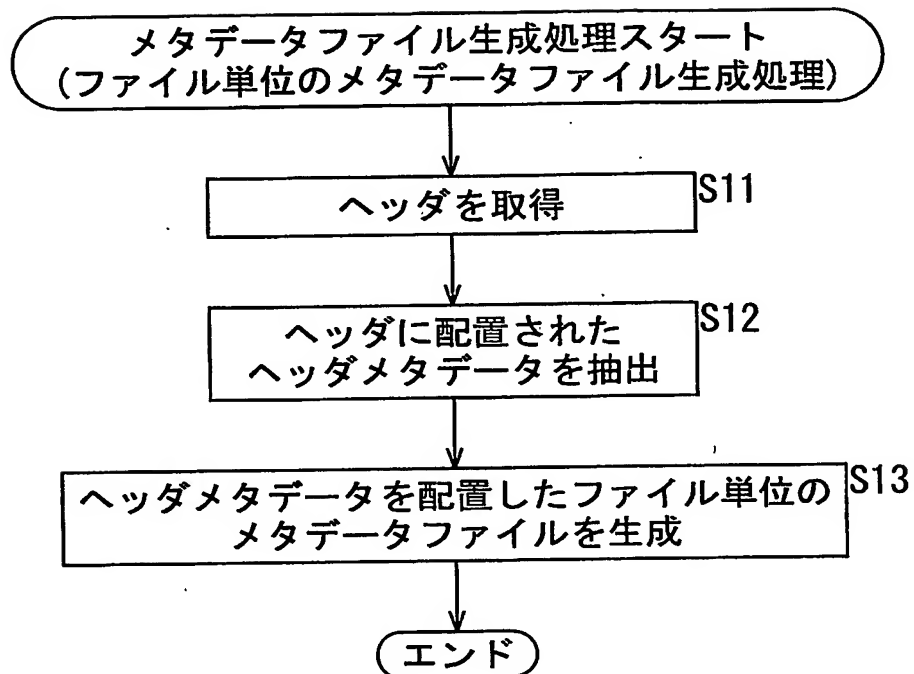 メタデータファイル生成処理スタート
(ファイル単位のメタデータファイル生成処理)
ヘッダを取得
S11
ヘッダに配置された
ヘッダメタデータを抽出
S12
ヘッダメタデータを配置したファイル単位の
メタデータファイルを生成
S13
エンド